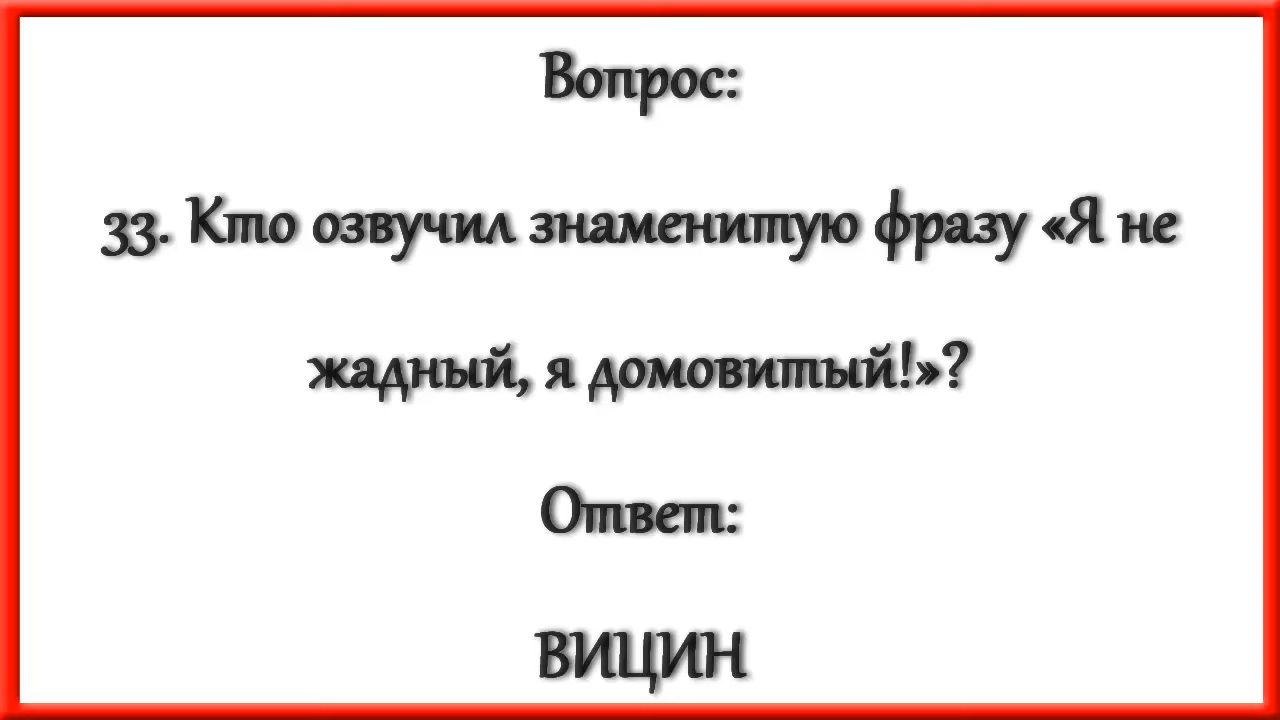 Вопрос:
33. Кто озвучил знаменитую фразу «Я не
жадный, я домовитый!»?
Ответ:
ВИЦИН